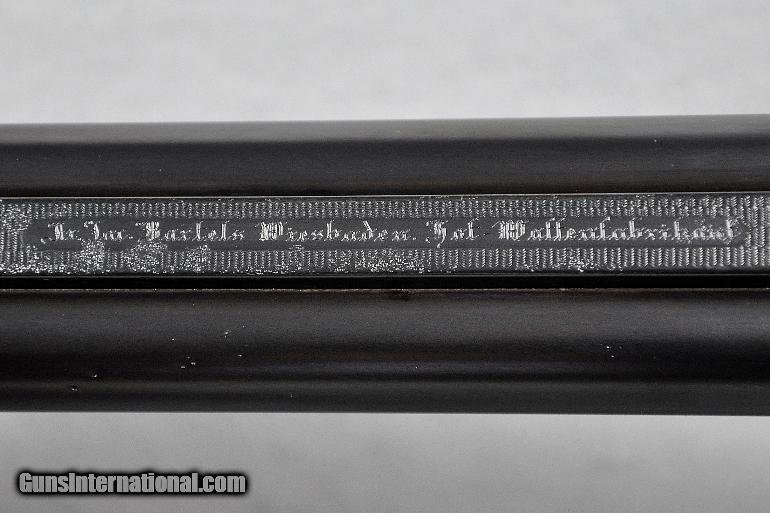 Bartels Wiesbaden. Hof Waffenfabrikant
GunsInternational.com